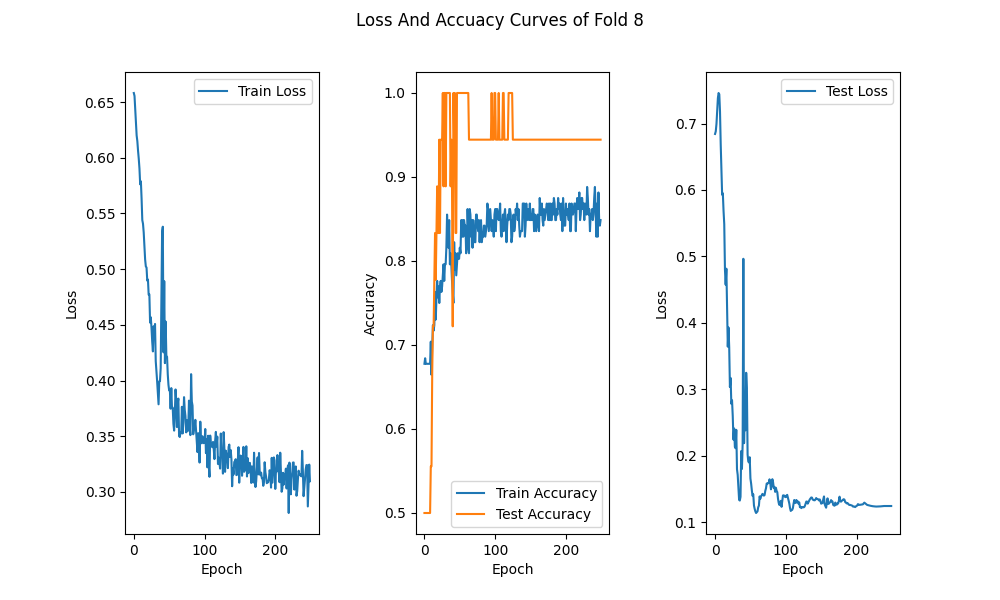 Loss And Accuacy Curves of Fold 8
Train Loss
0.65
0.60
0.55
0.50
0.45
0.40
0.35
0.30
Loss
0
100
200
Epoch
1.0
0.9
0.8
0.7
0.6
0.5
Accuracy
Train Accuracy
Test Accuracy
0
100
200
Epoch
Test Loss
0.7
0.6
0.5
0.4
0.3
0.2
0.1
Loss
0
100
200
Epoch